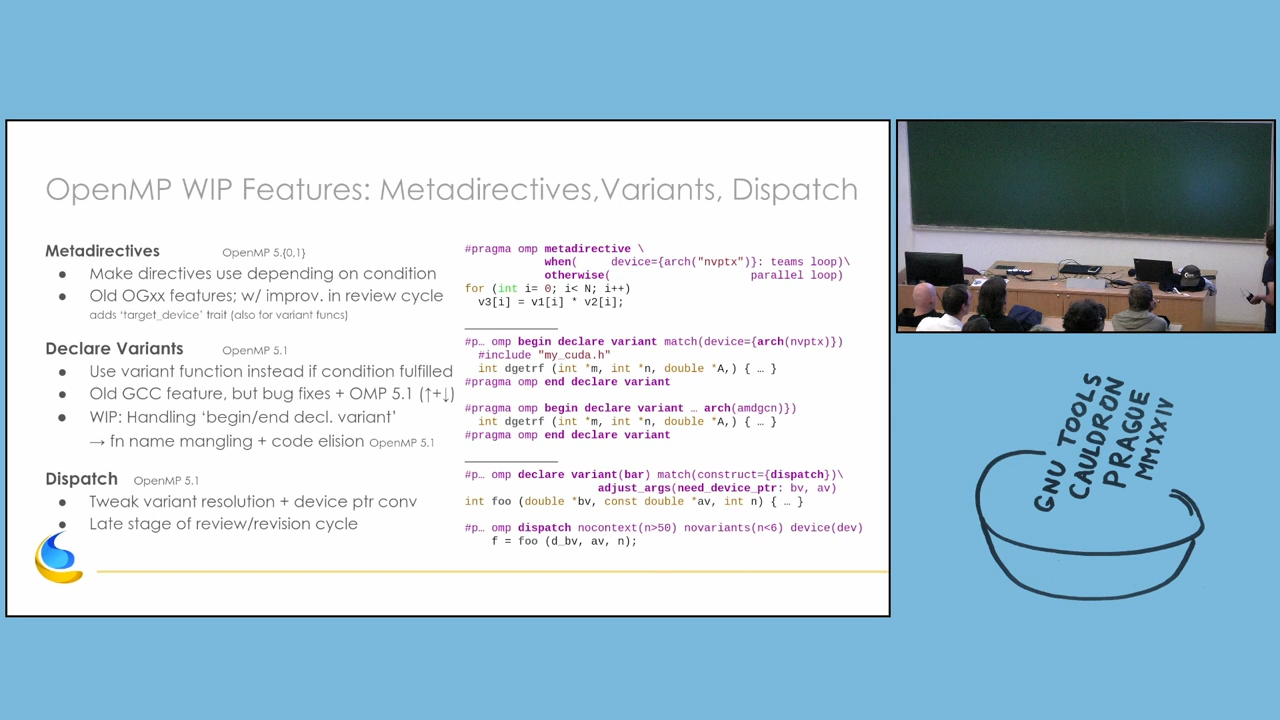 OpenMP WIP Features: Metadirectives,Variants, Dispatch
Metadirectives OpenMP 5.{0,1}
● Make directives use depending on condition
● Old OGxx features; w/ improv. in review cycle
adds ‘target_device’ trait (also for variant funcs)
Declare Variants OpenMP 5.1
● Use variant function instead if condition fulfilled
● Old GCC feature, but bug fixes + OMP 5.1 (↑+↓)
● WIP: Handling ‘begin/end decl. variant’
→ fn name mangling + code elision OpenMP 5.1
Dispatch OpenMP 5.1
● Tweak variant resolution + device ptr conv
● Late stage of review/revision cycle
#pragma omp metadirective \
when( device={arch("nvptx")}: teams loop)\
otherwise( parallel loop)
for (int i= 0; i< N; i++)
v3[i] = v1[i] * v2[i];
#p… omp begin declare variant match(device={arch(nvptx)})
#include "my_cuda.h"
int dgetrf (int *m, int *n, double *A,) { … }
#pragma omp end declare variant
#pragma omp begin declare variant … arch(amdgcn)})
int dgetrf (int *m, int *n, double *A,) { … }
#pragma omp end declare variant
#p… omp declare variant(bar) match(construct={dispatch})\
adjust_args(need_device_ptr: bv, av)
int foo (double *bv, const double *av, int n) { … }
#p… omp dispatch nocontext(n>50) novariants(n<6) device(dev)
f = foo (d_bv, av, n);
GNU TOOLS
CAULDRON
PRAGUE
MMXXIV